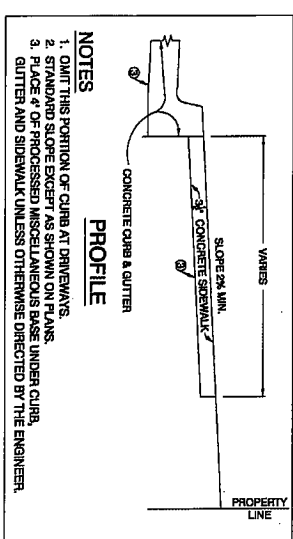 VARIES
SLOPE 2% MIN.
CONCRETE SIDEWALK
③
③
CONCRETE CURB & GUTTER
PROPERTY
LINE
PROFILE
NOTES
1. OMIT THIS PORTION OF CURB AT DRIVEWAYS.
2. STANDARD SLOPE EXCEPT AS SHOWN ON PLANS.
3. PLACE 4" OF PROCESSED MISCELLANEOUS BASE UNDER CURB,
GUTTER AND SIDEWALK UNLESS OTHERWISE DIRECTED BY THE ENGINEER.